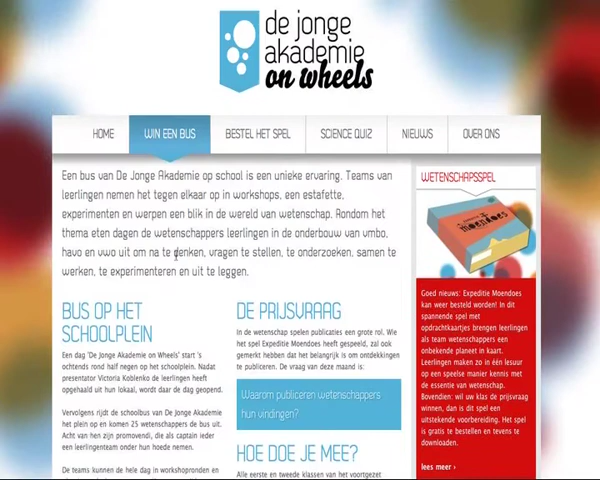 de jonge
akademie
on wheels
HOME
WIN EEN BUS
BESTEL HET SPEL
SCIENCE QUIZ
NIEUWS
OVER ONS
Een bus van De Jonge Akademie op school is een unieke ervaring. Teams van
leerlingen nemen het tegen elkaar op in workshops, een estafette,
experimenten en werpen een blik in de wereld van wetenschap. Rondom het
thema eten dagen de wetenschappers leerlingen in de onderbouw van vmbo,
havo en vwo uit om na te denken, vragen te stellen, te onderzoeken, samen te
werken, te experimenteren en uit te leggen.
BUS OP HET
SCHOOLPLEIN
Een dag 'De Jonge Akademie on Wheels' start 's
ochtends rond half negen op het schoolplein. Nadat
presentator Victoria Koblenko de leerlingen heeft
opgehaald uit hun lokaal, wordt daar de dag geopend.
Vervolgens rijdt de schoolbus van De Jonge Akademie
het plein op en komen 25 wetenschappers de bus uit.
Acht van hen zijn promovendi, die als captain ieder
een leerlingenteam onder hun hoede nemen.
De teams kunnen de hele dag in workshopronden en
DE PRIJSVRAAG
In de wetenschap spelen publicaties een grote rol. Wie
het spel Expeditie Moendoes heeft gespeeld, zal ook
gemerkt hebben dat het belangrijk is om ontdekkingen
te publiceren. De vraag van deze maand is:
Waarom publiceren wetenschappers
hun vindingen?
HOE DOE JE MEE?
Alle eerste en tweede klassen van het voortgezet
WETENSCHAPSSPEL
moendoes
Goed nieuws: Expeditie Moendoes
kan weer besteld worden! In dit
spannende spel met
opdrachtkaartjes brengen leerlingen
als team wetenschappers een
onbekende planeet in kaart.
Leerlingen maken zo in één lesuur
op een speelse manier kennis met
de essentie van wetenschap.
Bovendien: wil uw klas de prijsvraag
winnen, dan is dit spel een
uitstekende voorbereiding. Het spel
is gratis te bestellen en tevens te
downloaden.
lees meer ›